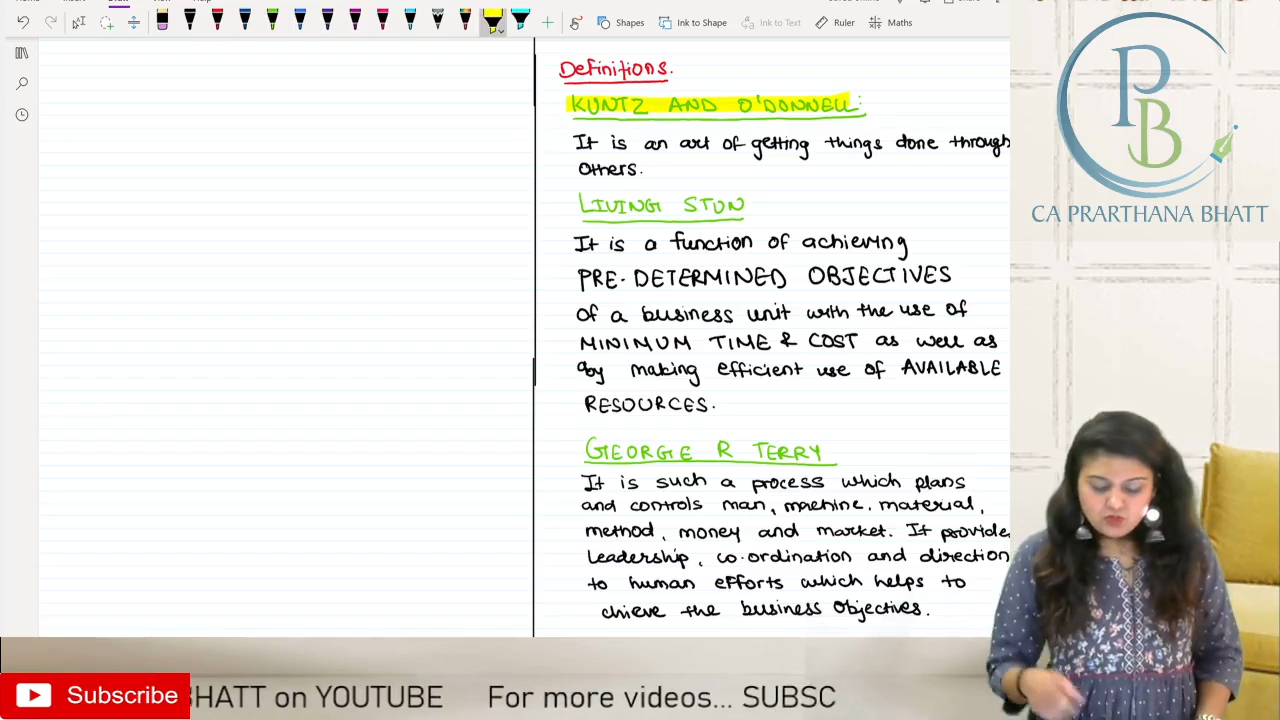 Shapes
Ink to Shape
Ink to Text
Ruler
Maths
Definitions.
KUNTZ AND O'DONNELL:
It is an art of getting things done through
others.
LIVING STON
It is a function of achieving
PRE-DETERMINED OBJECTIVES
of a business unit with the use of
MINIMUM TIME & COST as well as
by making efficient use of AVAILABLE
RESOURCES.
GEORGE R TERRY
It is such a process which plans
and controls man, machine, material,
method, money and market. It provides
leadership, co-ordination and direction
to human efforts which helps to
chieve the business objectives.
PB
CA PRARTHANA BHATT
Subscribe
BHATT on YOUTUBE For more videos... SUBSC